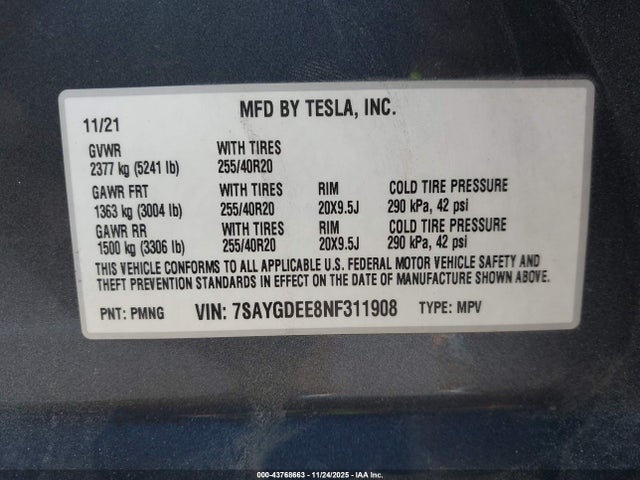 MFD BY TESLA, INC.
11/21
GVWR WITH TIRES
2377 kg (5241 lb) 255/40R20
GAWR FRT WITH TIRES RIM COLD TIRE PRESSURE
1363 kg (3004 lb) 255/40R20 20X9.5J 290 kPa, 42 psi
GAWR RR WITH TIRES RIM COLD TIRE PRESSURE
1500 kg (3306 lb) 255/40R20 20X9.5J 290 kPa, 42 psi
THIS VEHICLE CONFORMS TO ALL APPLICABLE U.S. FEDERAL MOTOR VEHICLE SAFETY AND
THEFT PREVENTION STANDARDS IN EFFECT ON THE DATE OF MANUFACTURE SHOWN ABOVE.
PNT: PMNG VIN: 7SAYGDEE8NF311908 TYPE: MPV
000-43768663 - 11/24/2025 - IAA Inc.